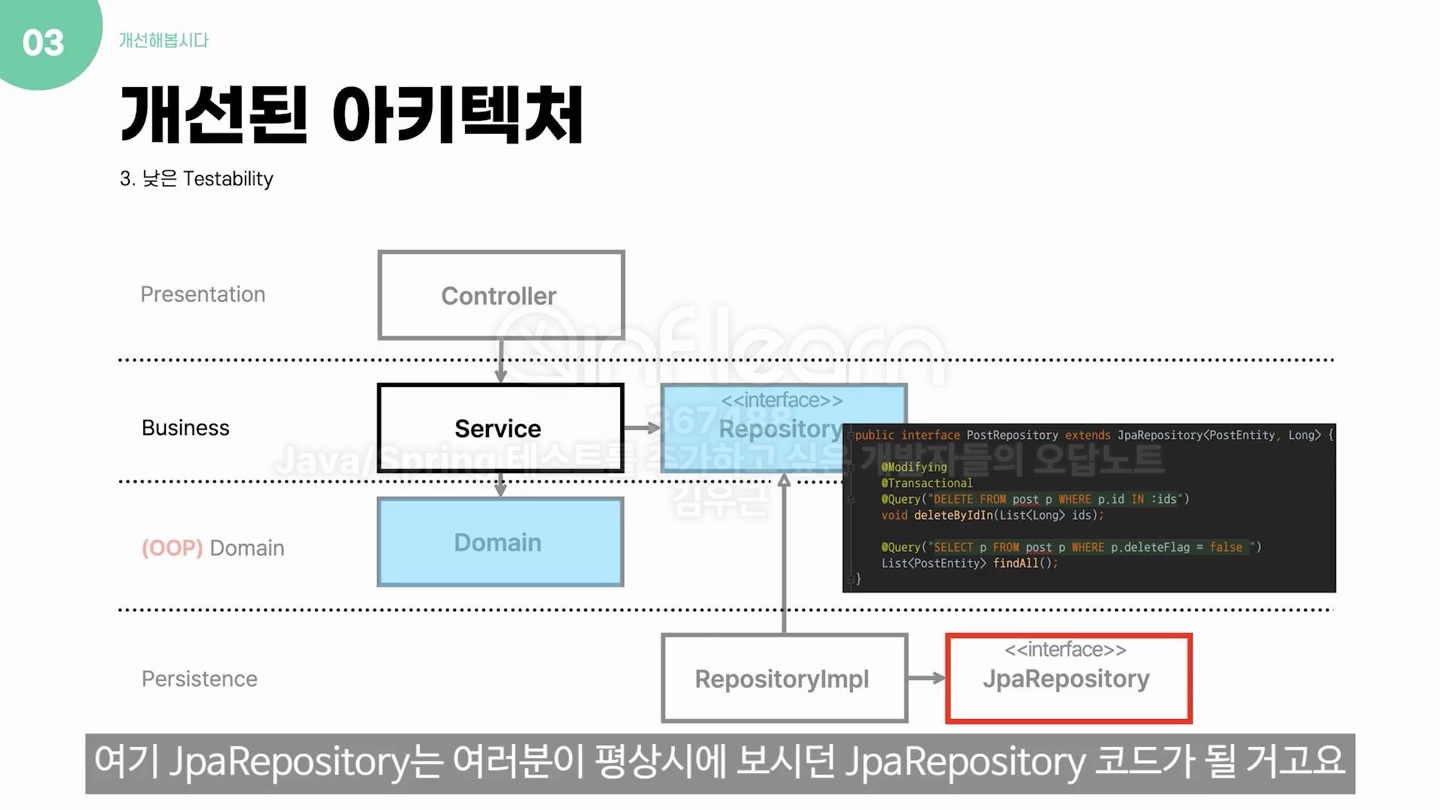 03
개선해봅시다
개선된 아키텍처
3. 낮은 Testability
Presentation
Controller
inflearn
Business
Service
<<interface>>
Repository
367488
Java/Spring 테스트를 추가하고 싶은 개발자들의 오답노트
김우근
public interface PostRepository extends JpaRepository<PostEntity, Long> {
@Modifying
@Transactional
@Query("DELETE FROM post p WHERE p.id IN :ids")
void deleteByIdIn(List<Long> ids);
@Query("SELECT p FROM post p WHERE p.deleteFlag = false ")
List<PostEntity> findAll();
}
(OOP) Domain
Domain
Persistence
RepositoryImpl
<<interface>>
JpaRepository
여기 JpaRepository는 여러분이 평상시에 보시던 JpaRepository 코드가 될 거고요